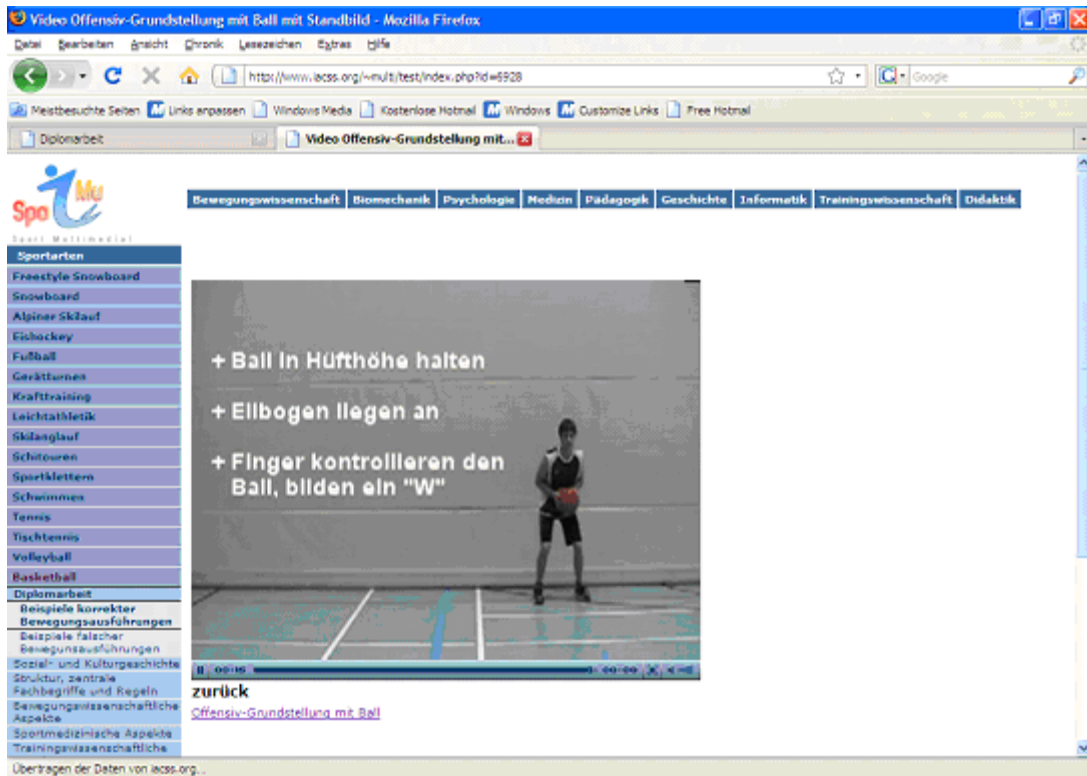 Video Offensiv-Grundstellung mit Ball mit Standbild - Mozilla Firefox
Datei Bearbeiten Ansicht Chronik Lesezeichen Extras Hilfe
http://www.iacss.org/~multi/test/index.php?id=6928
Google
Meistbesuchte Seiten Links anpassen Windows Media Kostenlose Hotmail Windows Customize Links Free Hotmail
Diplomarbeit Video Offensiv-Grundstellung mit...
Spo i Mu
Sport Multimedial
Bewegungswissenschaft Biomechanik Psychologie Medizin Pädagogik Geschichte Informatik Trainingswissenschaft Didaktik
Sportarten
Freestyle Snowboard
Snowboard
Alpiner Skilauf
Eishockey
Fußball
Gerätturnen
Krafttraining
Leichtathletik
Skilanglauf
Schitouren
Sportklettern
Schwimmen
Tennis
Tischtennis
Volleyball
Basketball
Diplomarbeit
Beispiele korrekter
Bewegungsausführungen
Beispiele falscher
Bewegunsausführungen
Sozial- und Kulturgeschichte
Struktur, zentrale
Fachbegriffe und Regeln
Bewegungswissenschaftliche
Aspekte
Sportmedizinische Aspekte
Trainingswissenschaftliche
+ Ball in Hüfthöhe halten
+ Ellbogen liegen an
+ Finger kontrollieren den
Ball, bilden ein "W"
zurück
Offensiv-Grundstellung mit Ball
Übertragen der Daten von iacss.org...